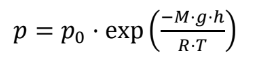 p = p₀ · exp(−M·g·h / R·T)